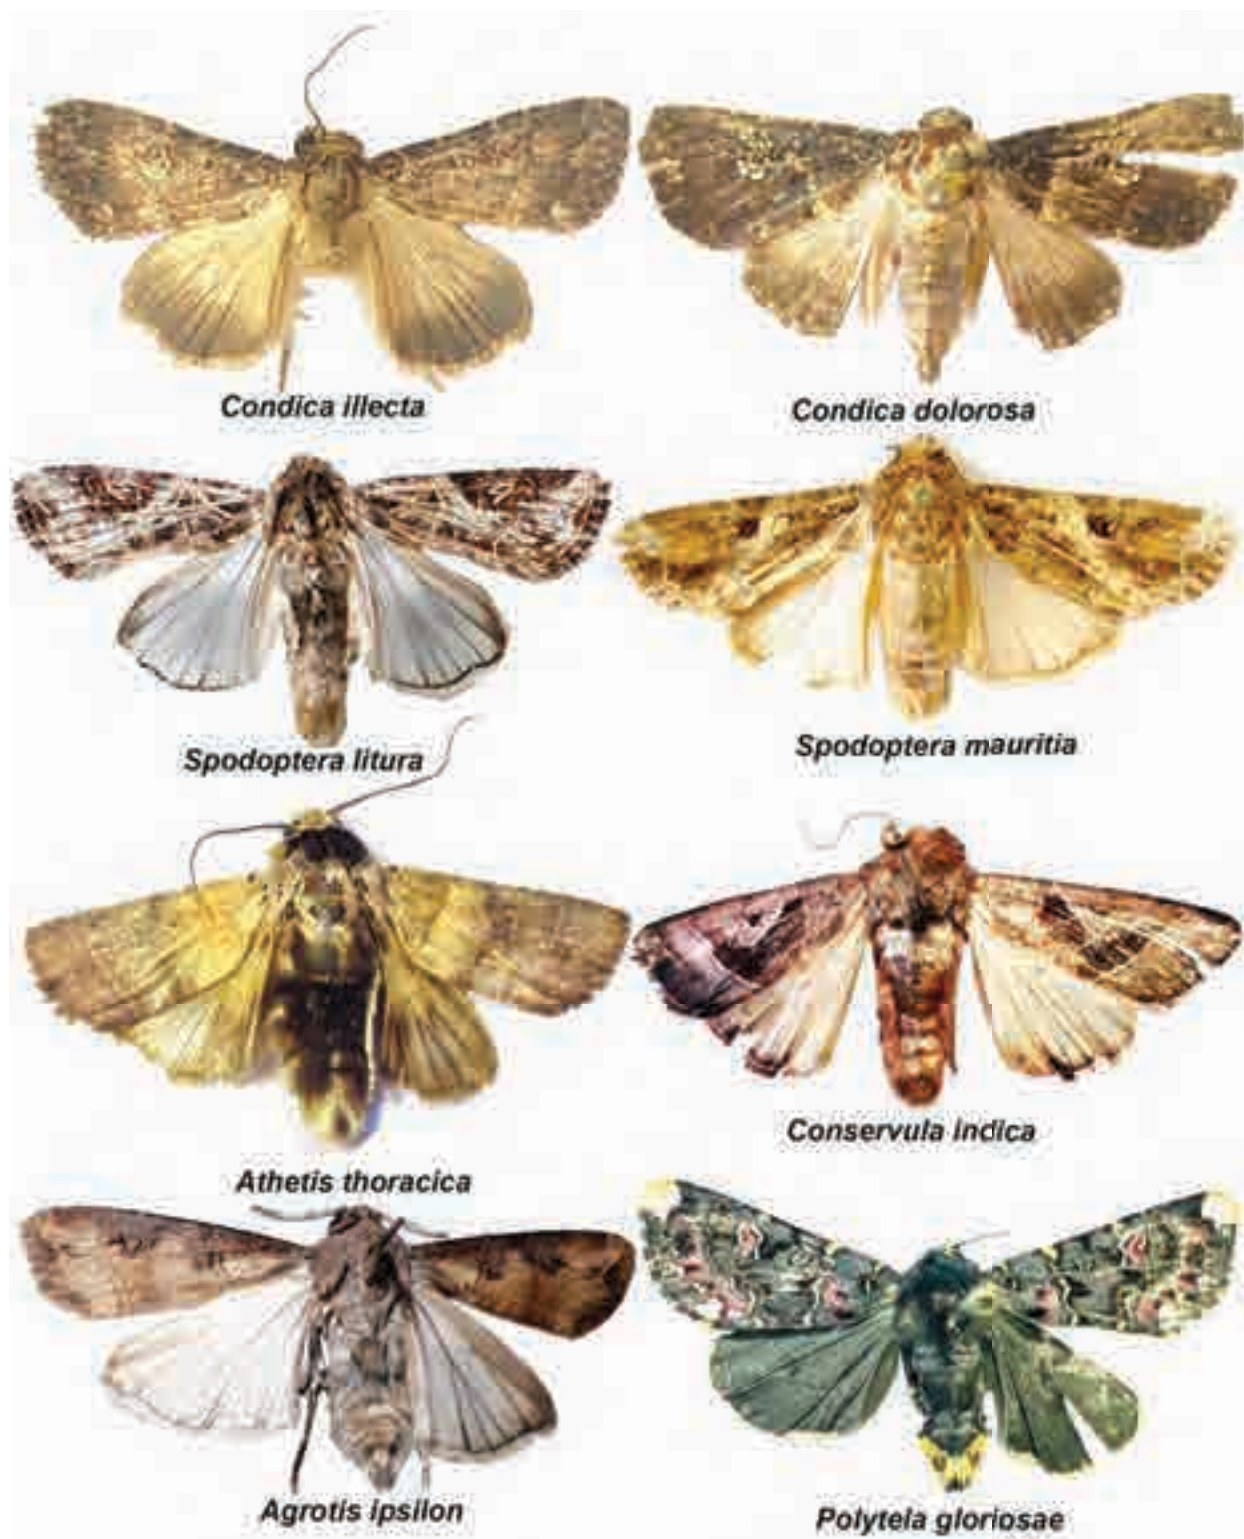 Condica illecta
Condica dolorosa
Spodoptera litura
Spodoptera mauritia
Athetis thoracica
Conservula indica
Agrotis ipsilon
Polytela gloriosae